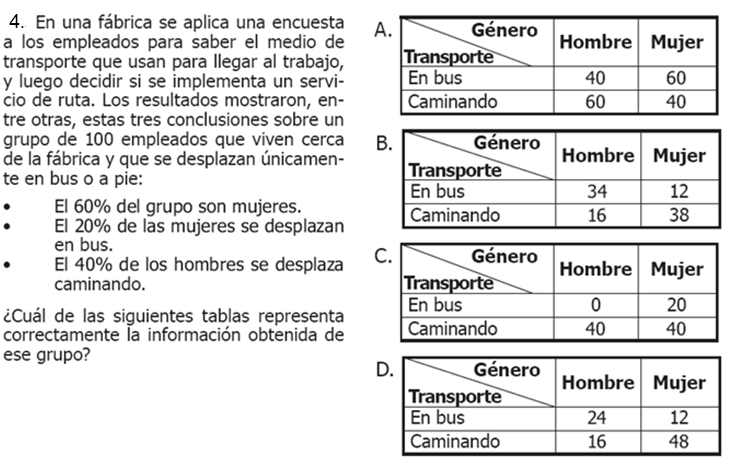 4. En una fábrica se aplica una encuesta
a los empleados para saber el medio de
transporte que usan para llegar al trabajo,
y luego decidir si se implementa un servi-
cio de ruta. Los resultados mostraron, en-
tre otras, estas tres conclusiones sobre un
grupo de 100 empleados que viven cerca
de la fábrica y que se desplazan únicamen-
te en bus o a pie:
• El 60% del grupo son mujeres.
• El 20% de las mujeres se desplazan
en bus.
• El 40% de los hombres se desplaza
caminando.
¿Cuál de las siguientes tablas representa
correctamente la información obtenida de
ese grupo?
A.
Género
Transporte Hombre Mujer
En bus 40 60
Caminando 60 40
B.
Género
Transporte Hombre Mujer
En bus 34 12
Caminando 16 38
C.
Género
Transporte Hombre Mujer
En bus 0 20
Caminando 40 40
D.
Género
Transporte Hombre Mujer
En bus 24 12
Caminando 16 48